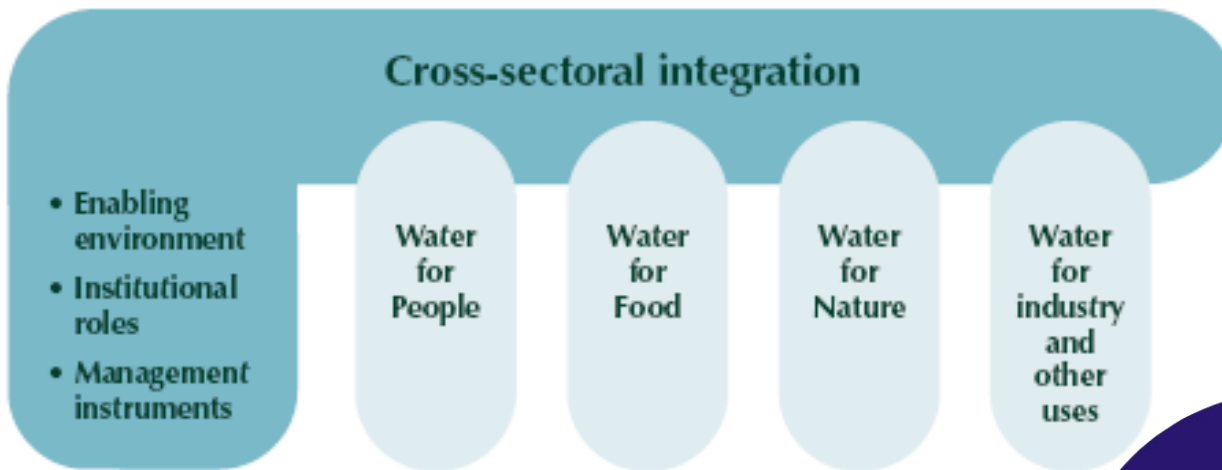 Cross-sectoral integration
• Enabling
environment
• Institutional
roles
• Management
instruments
Water
for
People
Water
for
Food
Water
for
Nature
Water
for
industry
and
other
uses